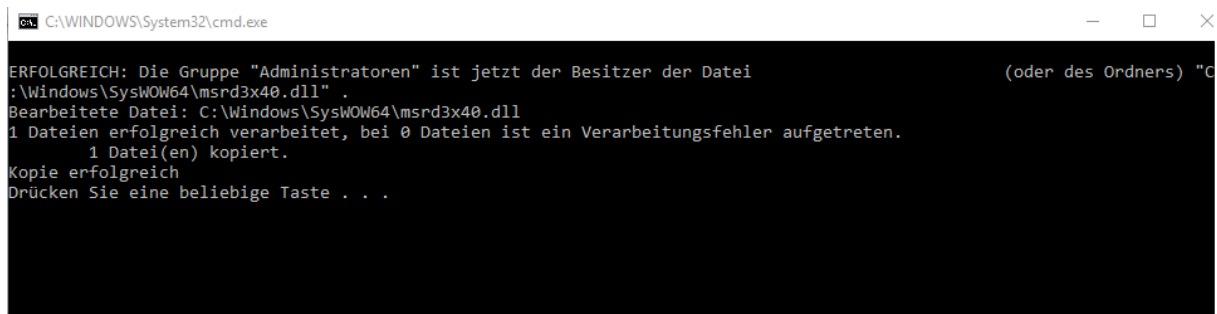 C:\WINDOWS\System32\cmd.exe
ERFOLGREICH: Die Gruppe "Administratoren" ist jetzt der Besitzer der Datei (oder des Ordners) "C
:\Windows\SysWOW64\msrd3x40.dll" .
Bearbeitete Datei: C:\Windows\SysWOW64\msrd3x40.dll
1 Dateien erfolgreich verarbeitet, bei 0 Dateien ist ein Verarbeitungsfehler aufgetreten.
1 Datei(en) kopiert.
Kopie erfolgreich
Drücken Sie eine beliebige Taste . . .